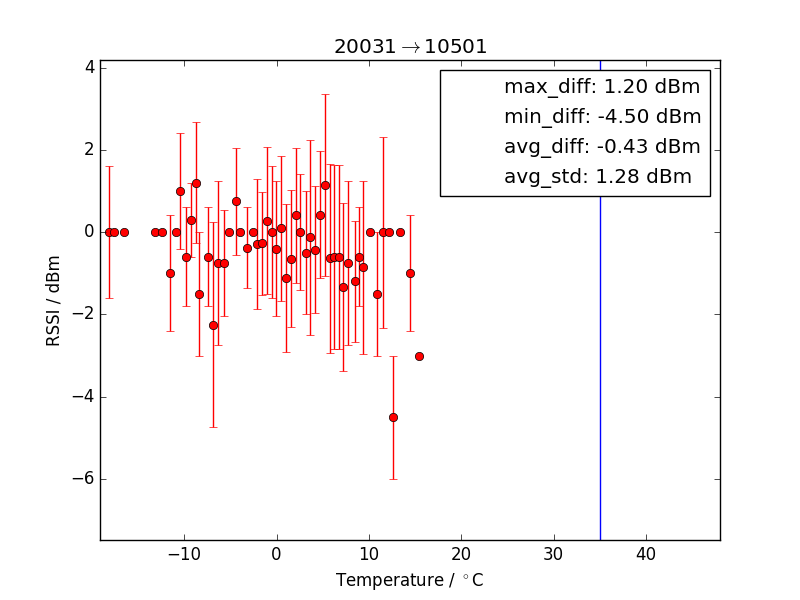 20031→10501
max_diff: 1.20 dBm
min_diff: -4.50 dBm
avg_diff: -0.43 dBm
avg_std: 1.28 dBm
4
2
0
−2
−4
−6
RSSI / dBm
−10 0 10 20 30 40
Temperature / °C